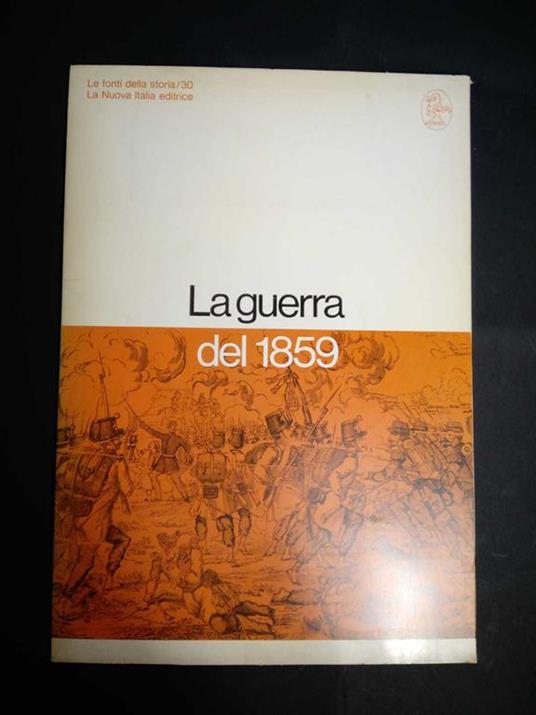 Le fonti della storia/30
La Nuova Italia editrice
La guerra
del 1859